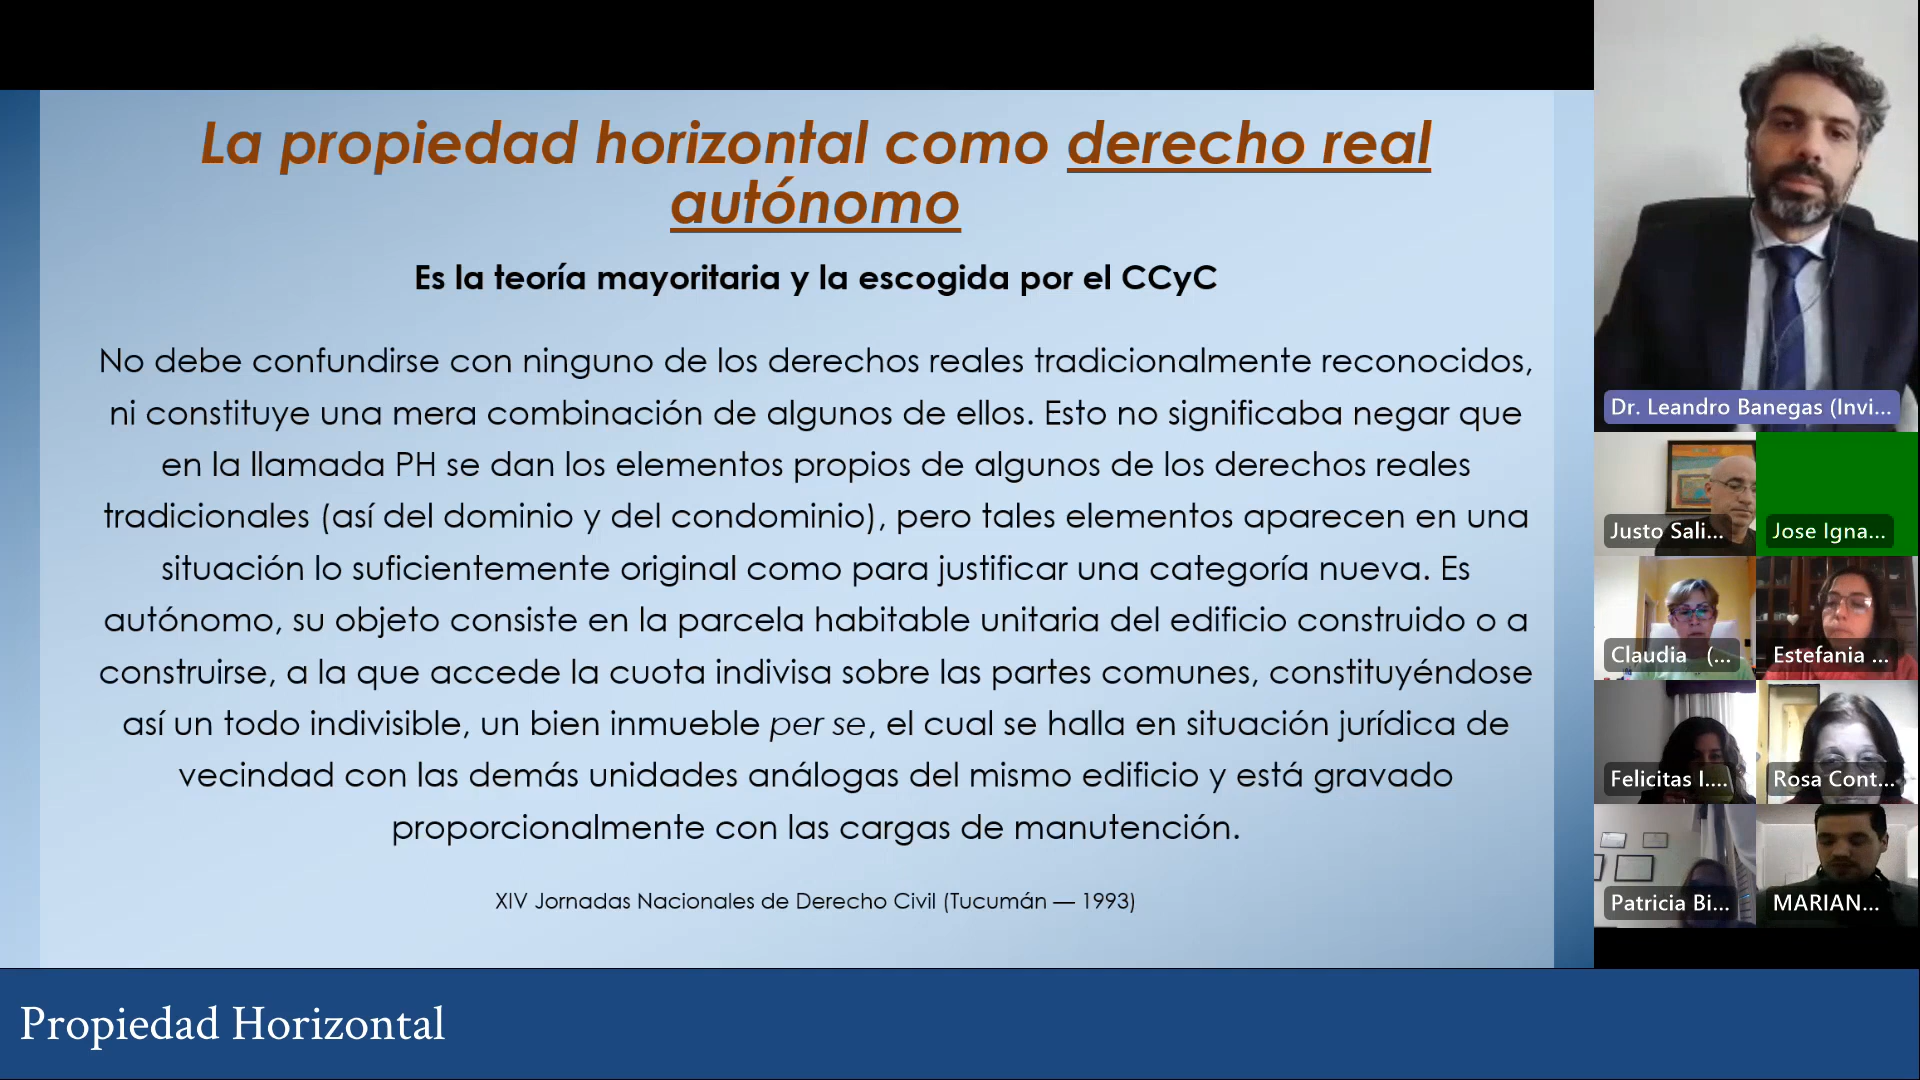 La propiedad horizontal como derecho real
autónomo
Es la teoría mayoritaria y la escogida por el CCyC
No debe confundirse con ninguno de los derechos reales tradicionalmente reconocidos,
ni constituye una mera combinación de algunos de ellos. Esto no significaba negar que
en la llamada PH se dan los elementos propios de algunos de los derechos reales
tradicionales (así del dominio y del condominio), pero tales elementos aparecen en una
situación lo suficientemente original como para justificar una categoría nueva. Es
autónomo, su objeto consiste en la parcela habitable unitaria del edificio construido o a
construirse, a la que accede la cuota indivisa sobre las partes comunes, constituyéndose
así un todo indivisible, un bien inmueble per se, el cual se halla en situación jurídica de
vecindad con las demás unidades análogas del mismo edificio y está gravado
proporcionalmente con las cargas de manutención.
XIV Jornadas Nacionales de Derecho Civil (Tucumán — 1993)
Dr. Leandro Banegas (Invi...
Justo Sali...
Jose Igna...
Claudia (...
Estefania ...
Felicitas I....
Rosa Cont...
Patricia Bi...
MARIAN...
Propiedad Horizontal